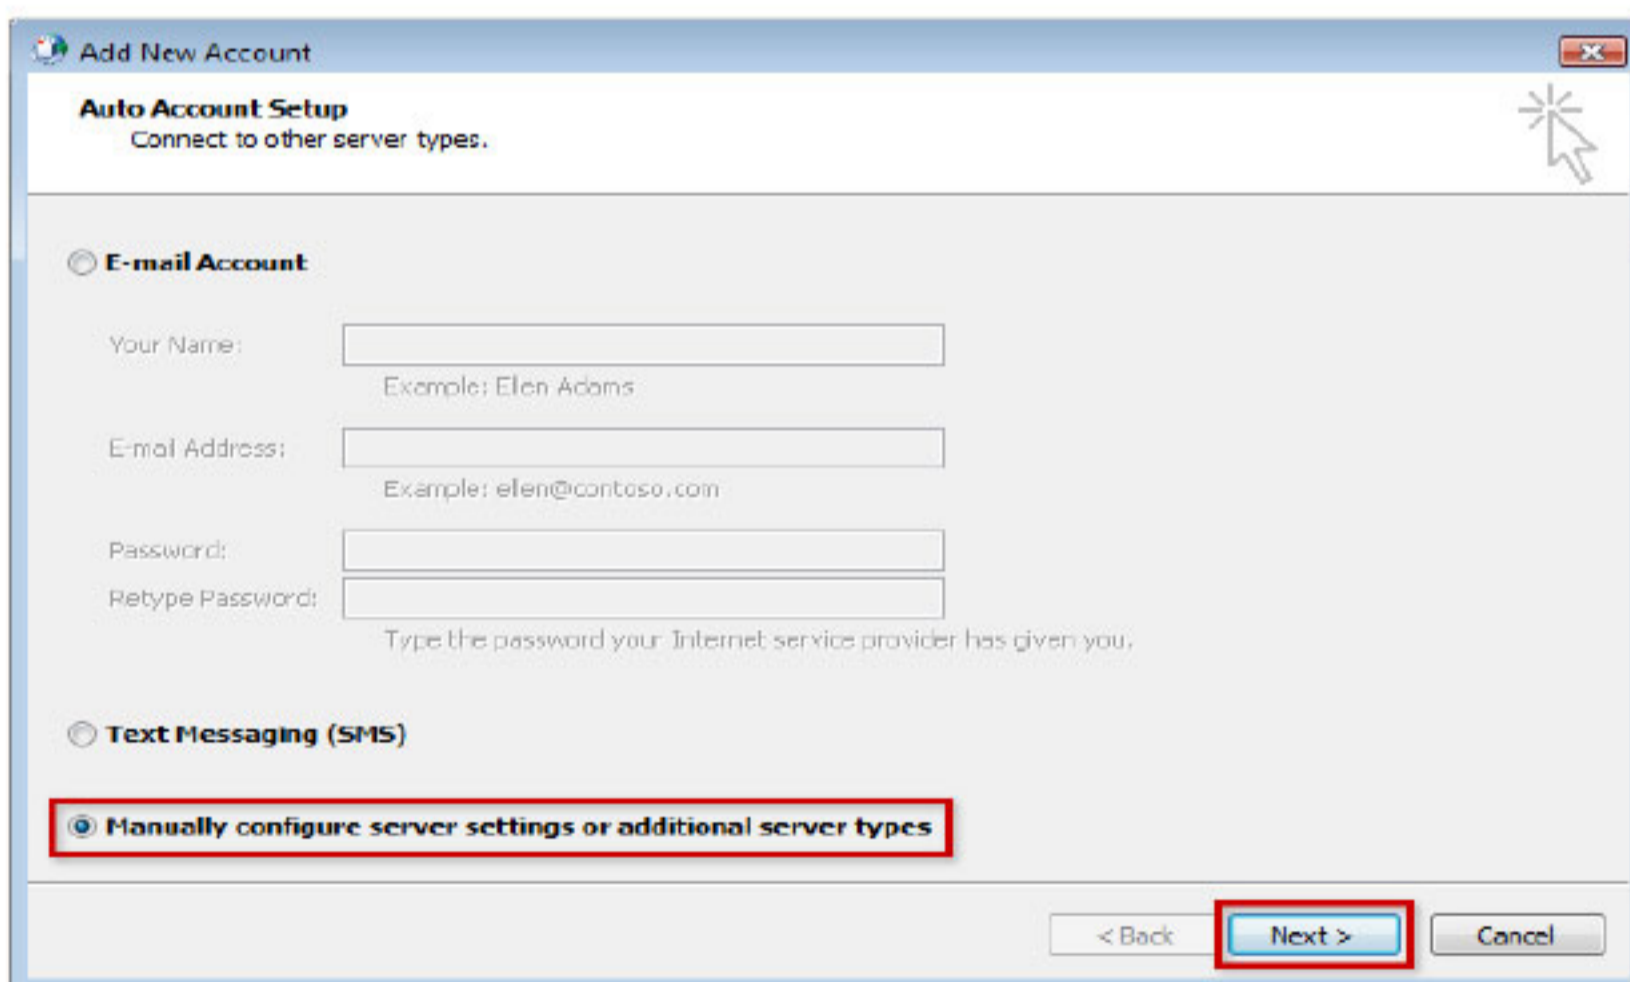 Add New Account
Auto Account Setup
Connect to other server types.
E-mail Account
Your Name:
Example: Ellen Adams
E-mail Address:
Example: ellen@contoso.com
Password:
Retype Password:
Type the password your Internet service provider has given you.
Text Messaging (SMS)
Manually configure server settings or additional server types
< Back Next > Cancel